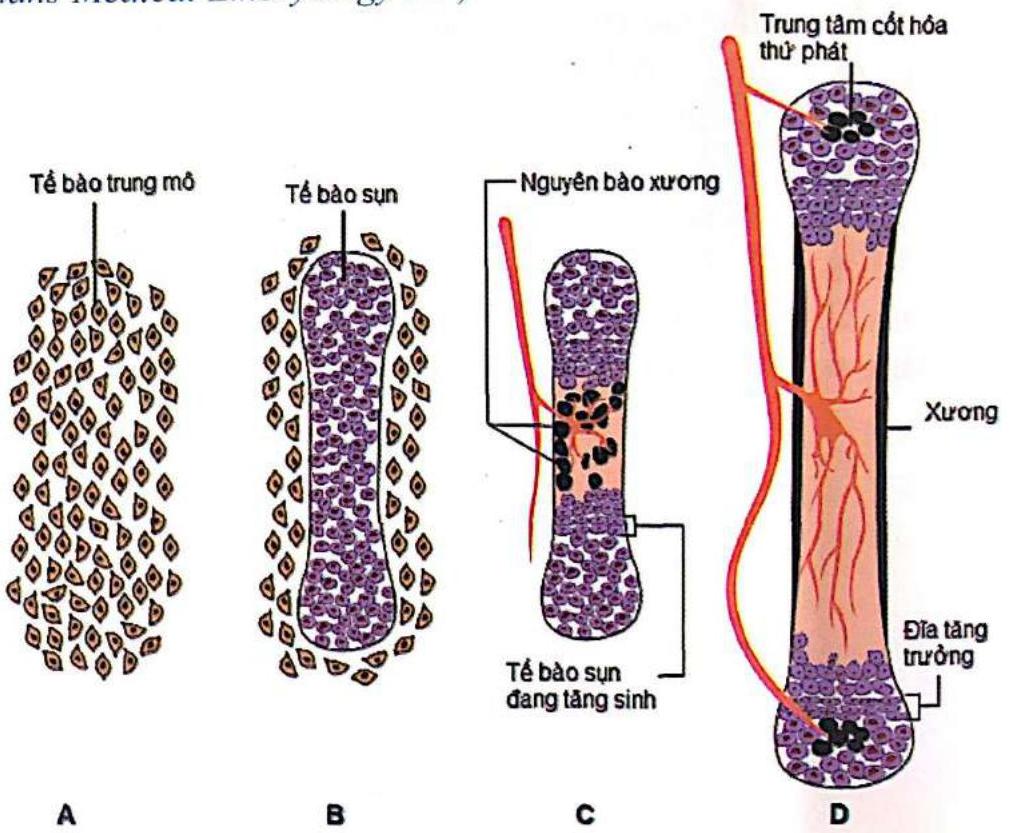 Trung tâm cốt hóa
thứ phát
Tế bào trung mô
Tế bào sụn
Nguyên bào xương
Xương
Đĩa tăng
trưởng
Tế bào sụn
đang tăng sinh
A
B
C
D